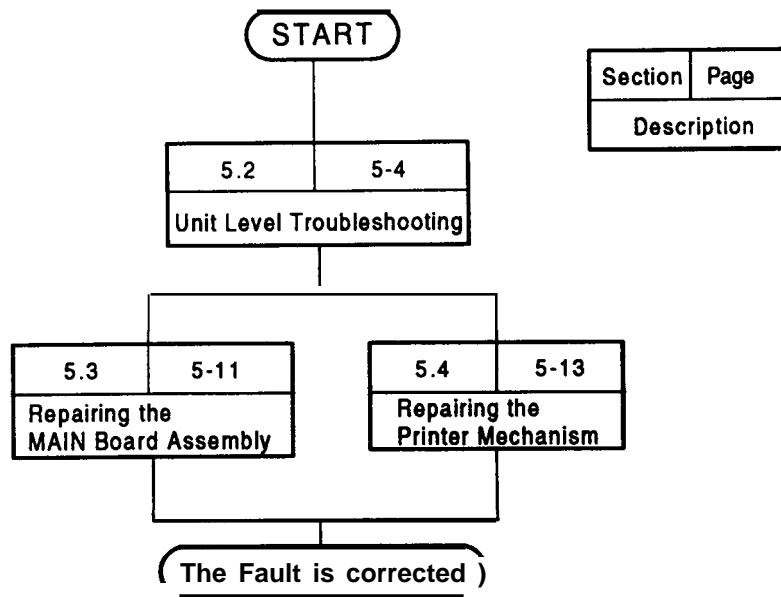 START
Section Page
Description
5.2 5-4
Unit Level Troubleshooting
5.3 5-11
Repairing the
MAIN Board Assembly
5.4 5-13
Repairing the
Printer Mechanism
The Fault is corrected )